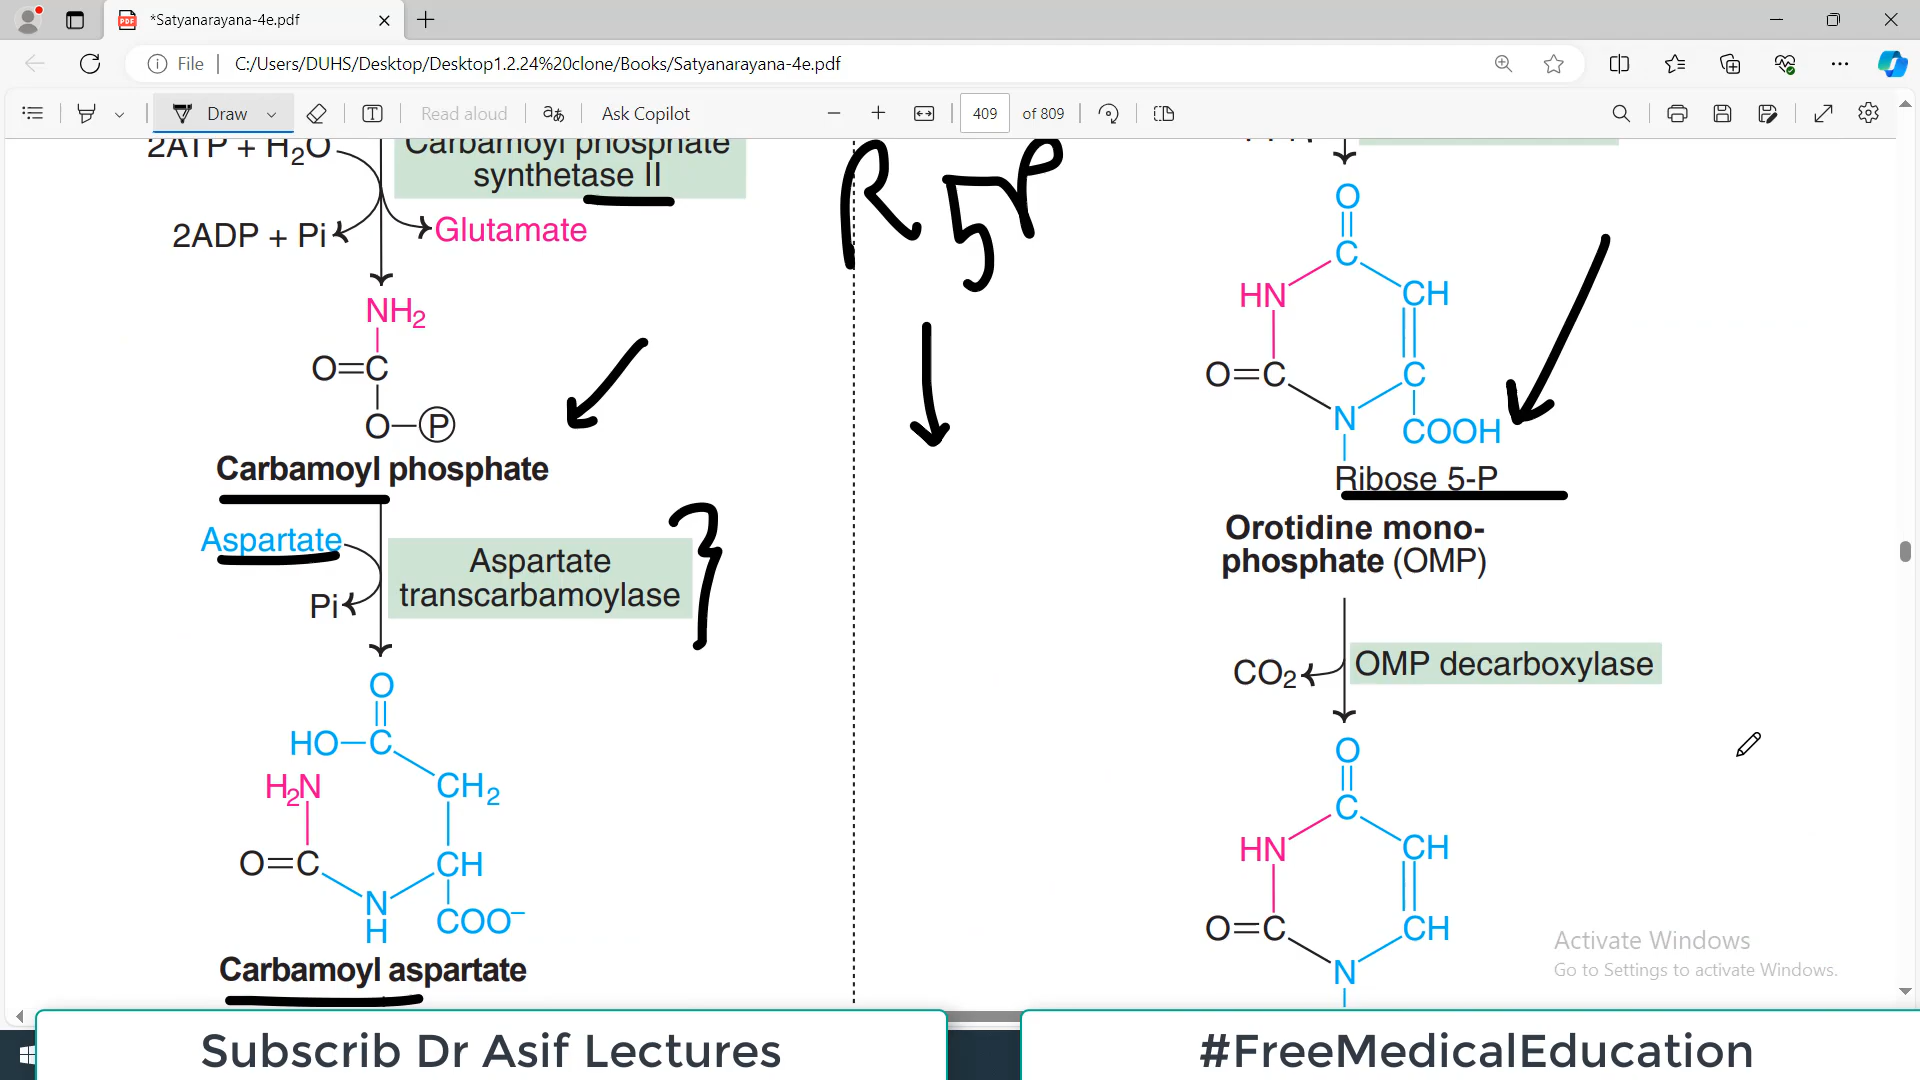 *Satyanarayana-4e.pdf
File
C:/Users/DUHS/Desktop/Desktop1.2.24%20clone/Books/Satyanarayana-4e.pdf
Draw
Read aloud
aあ
Ask Copilot
409 of 809
2ATP + H2O
Carbamoyl phosphate
synthetase II
2ADP + Pi
Glutamate
NH2
O=C
O–P
Carbamoyl phosphate
Aspartate
Aspartate
transcarbamoylase
Pi
O
HO–C
H2N
CH2
O=C
CH
N
H
COO–
Carbamoyl aspartate
R5P
O
C
HN
CH
O=C
C
N
COOH
Ribose 5-P
Orotidine mono-
phosphate (OMP)
CO2
OMP decarboxylase
O
C
HN
CH
O=C
CH
N
Activate Windows
Go to Settings to activate Windows.
Subscrib Dr Asif Lectures
#FreeMedicalEducation